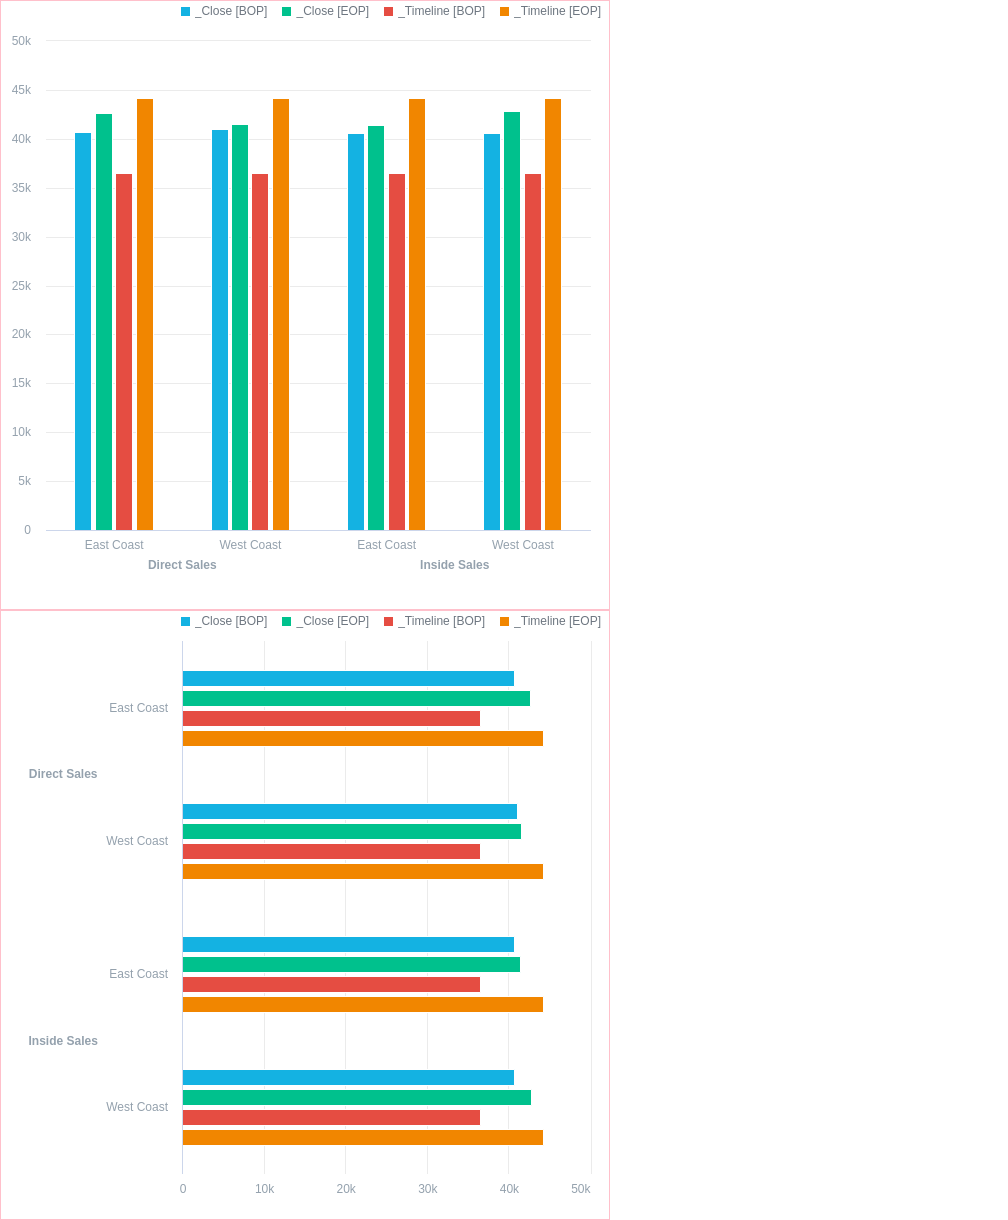 _Close [BOP] _Close [EOP] _Timeline [BOP] _Timeline [EOP]
50k
45k
40k
35k
30k
25k
20k
15k
10k
5k
0
East Coast West Coast East Coast West Coast
Direct Sales Inside Sales
_Close [BOP] _Close [EOP] _Timeline [BOP] _Timeline [EOP]
East Coast
Direct Sales
West Coast
East Coast
Inside Sales
West Coast
0 10k 20k 30k 40k 50k